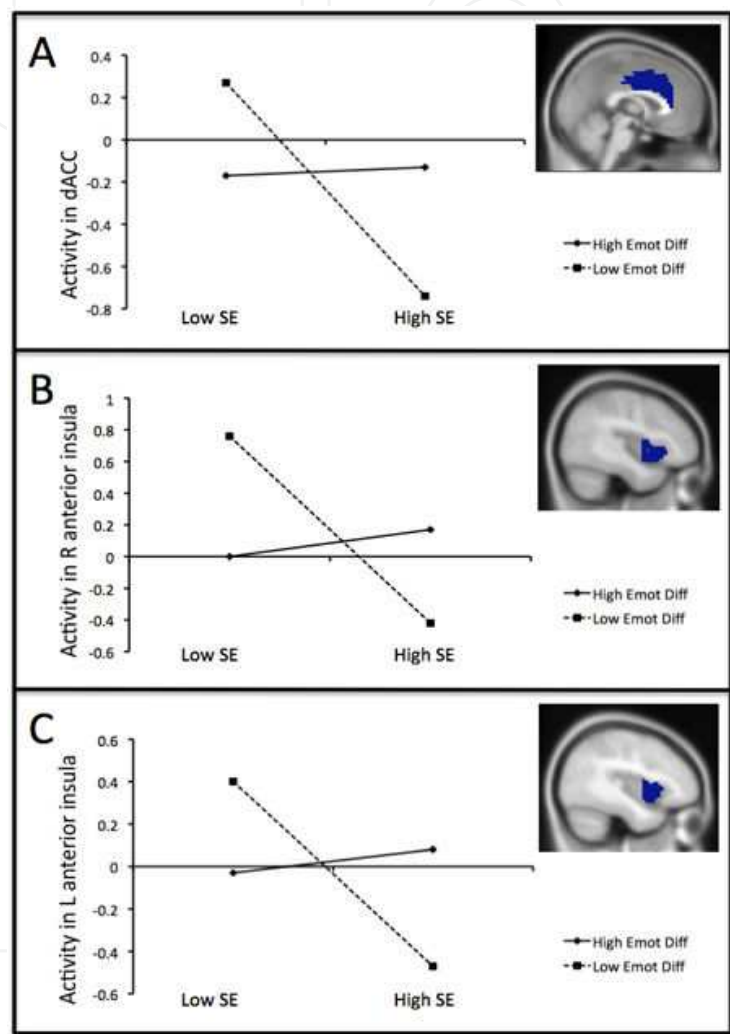 A
Activity in dACC
0.4
0.2
0
-0.2
-0.4
-0.6
-0.8
Low SE
High SE
High Emot Diff
Low Emot Diff
B
Activity in R anterior insula
1
0.8
0.6
0.4
0.2
0
-0.2
-0.4
-0.6
Low SE
High SE
High Emot Diff
Low Emot Diff
C
Activity in L anterior insula
0.6
0.4
0.2
0
-0.2
-0.4
-0.6
Low SE
High SE
High Emot Diff
Low Emot Diff